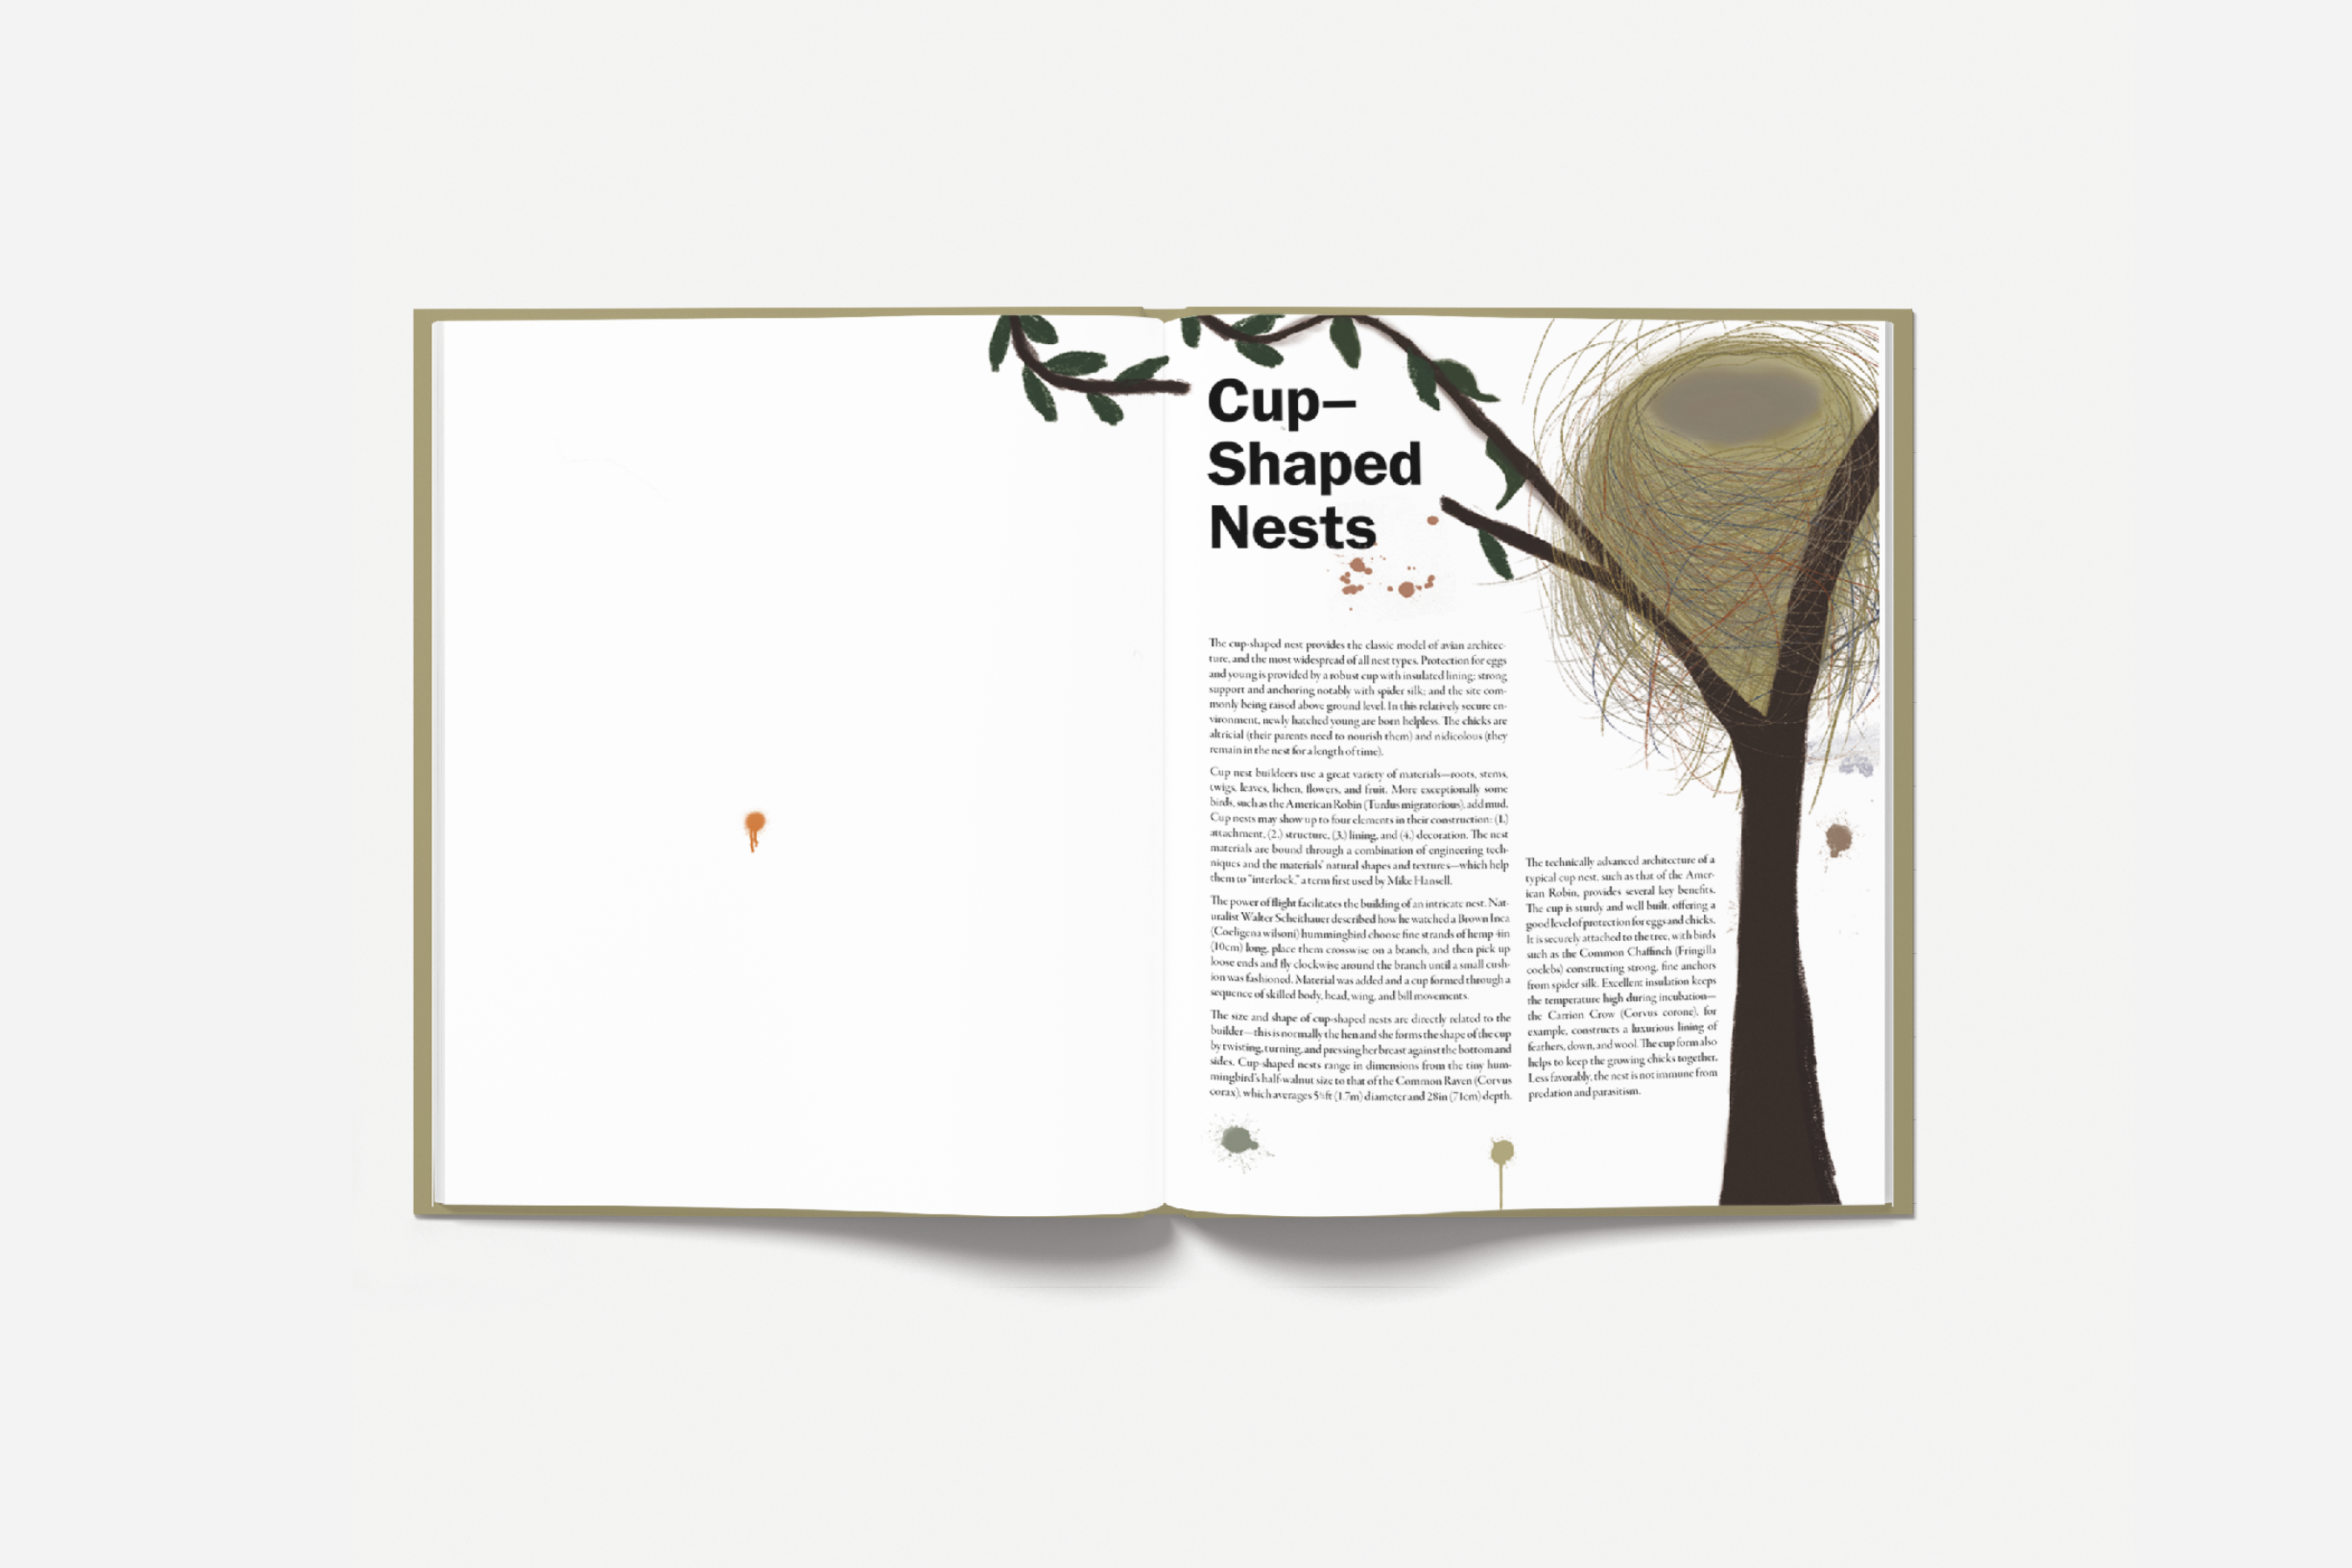 Cup–
Shaped
Nests
The cup-shaped nest provides the classic model of avian architec-
ture, and the most widespread of all nest types. Protection for eggs
and young is provided by a robust cup with insulated lining; strong
support and anchoring notably with spider silk; and the site com-
monly being raised above ground level. In this relatively secure en-
vironment, newly hatched young are born helpless. The chicks are
altricial (their parents need to nourish them) and nidicolous (they
remain in the nest for a length of time).
Cup nest buildeers use a great variety of materials—roots, stems,
twigs, leaves, lichen, flowers, and fruit. More exceptionally some
birds, such as the American Robin (Turdus migratorious), add mud.
Cup nests may show up to four elements in their construction: (1.)
attachment, (2.) structure, (3.) lining, and (4.) decoration. The nest
materials are bound through a combination of engineering tech-
niques and the materials' natural shapes and textures—which help
them to "interlock," a term first used by Mike Hansell.
The power of flight facilitates the building of an intricate nest. Nat-
uralist Walter Scheithauer described how he watched a Brown Inca
(Coeligena wilsoni) hummingbird choose fine strands of hemp 4in
(10cm) long, place them crosswise on a branch, and then pick up
loose ends and fly clockwise around the branch until a small cush-
ion was fashioned. Material was added and a cup formed through a
sequence of skilled body, head, wing, and bill movements.
The size and shape of cup-shaped nests are directly related to the
builder—this is normally the hen and she forms the shape of the cup
by twisting, turning, and pressing her breast against the bottom and
sides. Cup-shaped nests range in dimensions from the tiny hum-
mingbird's half-walnut size to that of the Common Raven (Corvus
corax), which averages 5½ft (1.7m) diameter and 28in (71cm) depth.
The technically advanced architecture of a
typical cup nest, such as that of the Amer-
ican Robin, provides several key benefits.
The cup is sturdy and well built, offering a
good level of protection for eggs and chicks.
It is securely attached to the tree, with birds
such as the Common Chaffinch (Fringilla
coelebs) constructing strong, fine anchors
from spider silk. Excellent insulation keeps
the temperature high during incubation—
the Carrion Crow (Corvus corone), for
example, constructs a luxurious lining of
feathers, down, and wool. The cup form also
helps to keep the growing chicks together.
Less favorably, the nest is not immune from
predation and parasitism.